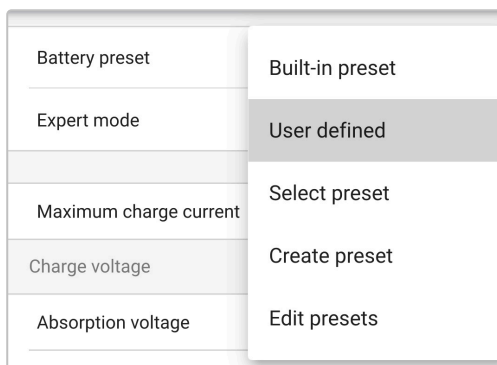 Battery preset
Built-in preset
Expert mode
User defined
Select preset
Maximum charge current
Create preset
Charge voltage
Absorption voltage
Edit presets